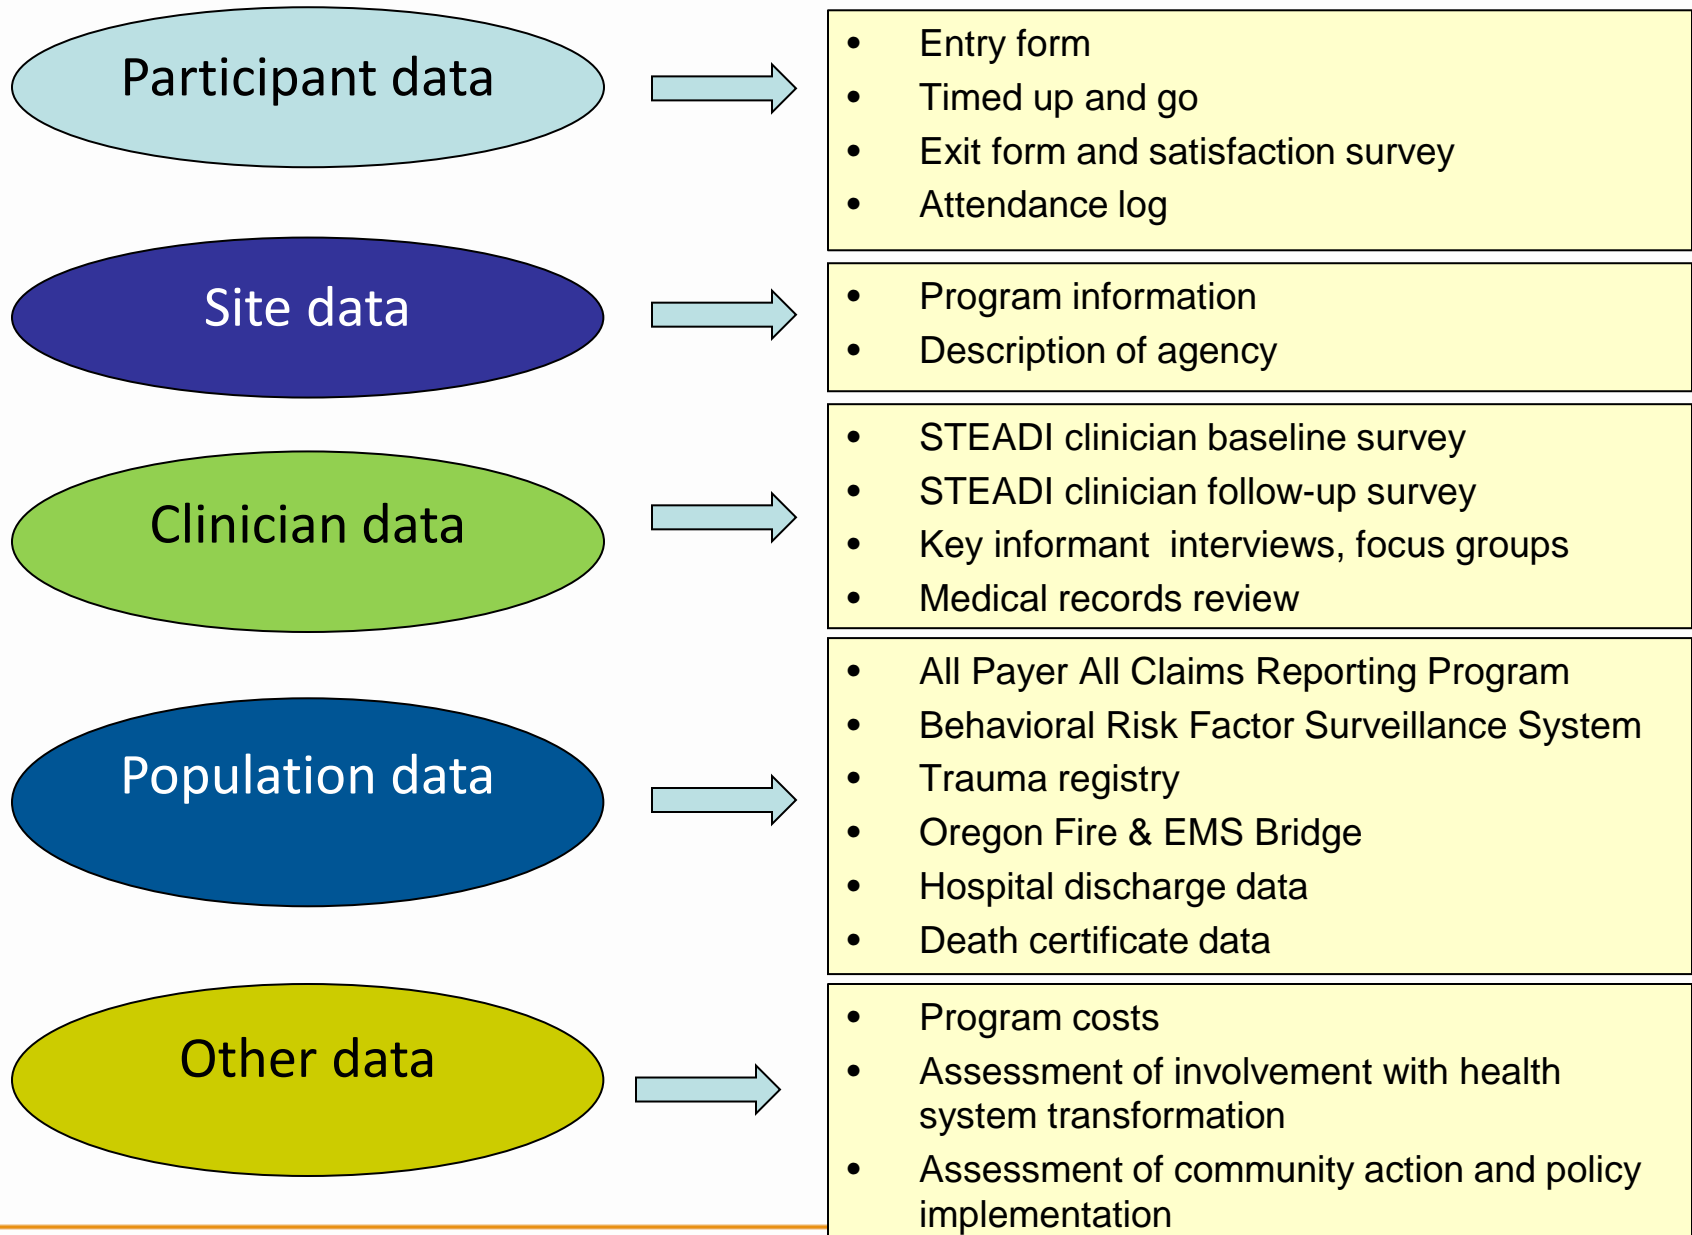 Participant data
• Entry form
• Timed up and go
• Exit form and satisfaction survey
• Attendance log
Site data
• Program information
• Description of agency
Clinician data
• STEADI clinician baseline survey
• STEADI clinician follow-up survey
• Key informant  interviews, focus groups
• Medical records review
Population data
• All Payer All Claims Reporting Program
• Behavioral Risk Factor Surveillance System
• Trauma registry
• Oregon Fire & EMS Bridge
• Hospital discharge data
• Death certificate data
Other data
• Program costs
• Assessment of involvement with health
system transformation
• Assessment of community action and policy
implementation